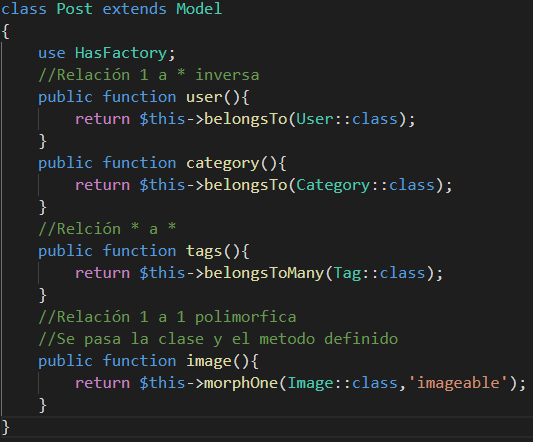 class Post extends Model
{
    use HasFactory;
    //Relación 1 a * inversa
    public function user(){
        return $this->belongsTo(User::class);
    }
    public function category(){
        return $this->belongsTo(Category::class);
    }
    //Relción * a *
    public function tags(){
        return $this->belongsToMany(Tag::class);
    }
    //Relación 1 a 1 polimorfica
    //Se pasa la clase y el metodo definido
    public function image(){
        return $this->morphOne(Image::class,'imageable');
    }
}